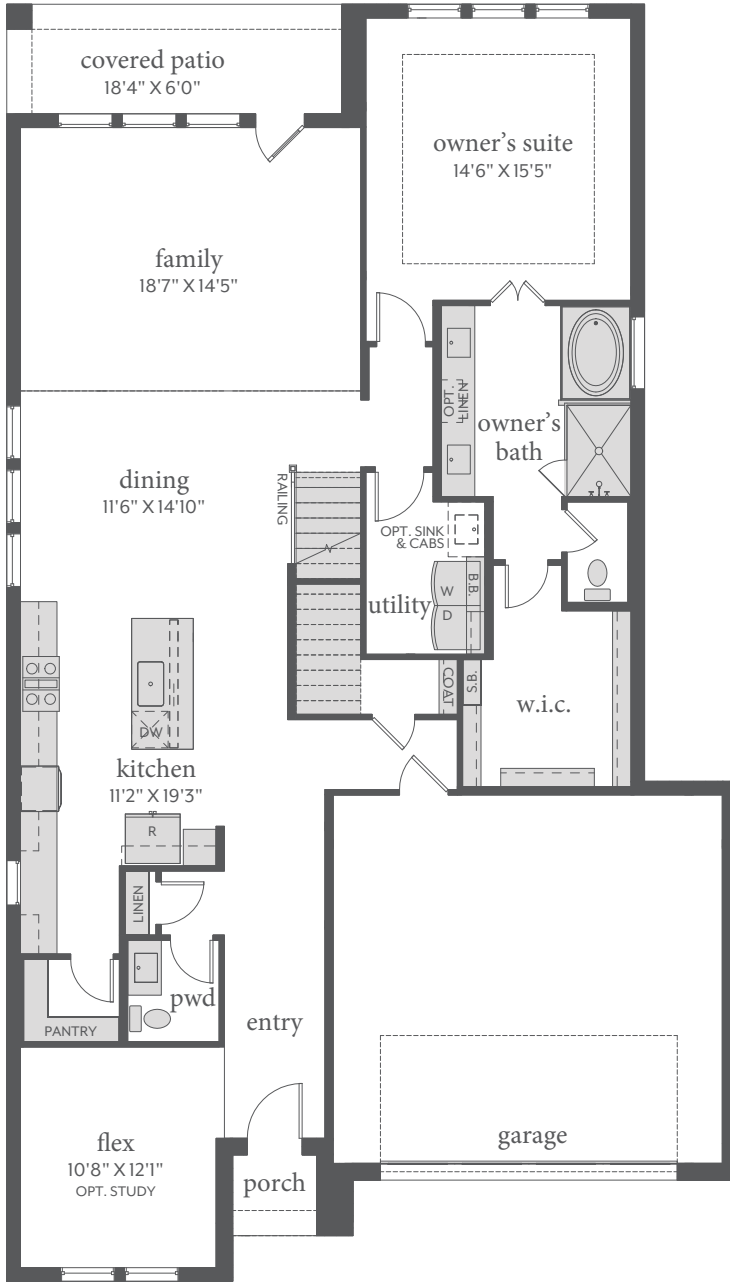 covered patio
18'4" X 6'0"
owner's suite
14'6" X 15'5"
family
18'7" X 14'5"
OPT.
LINEN
owner's
bath
dining
11'6" X 14'10"
RAILING
OPT. SINK
& CABS
W
D
B.B.
utility
COAT
S.B.
w.i.c.
DW
kitchen
11'2" X 19'3"
R
LINEN
pwd
PANTRY
entry
flex
10'8" X 12'1"
OPT. STUDY
porch
garage